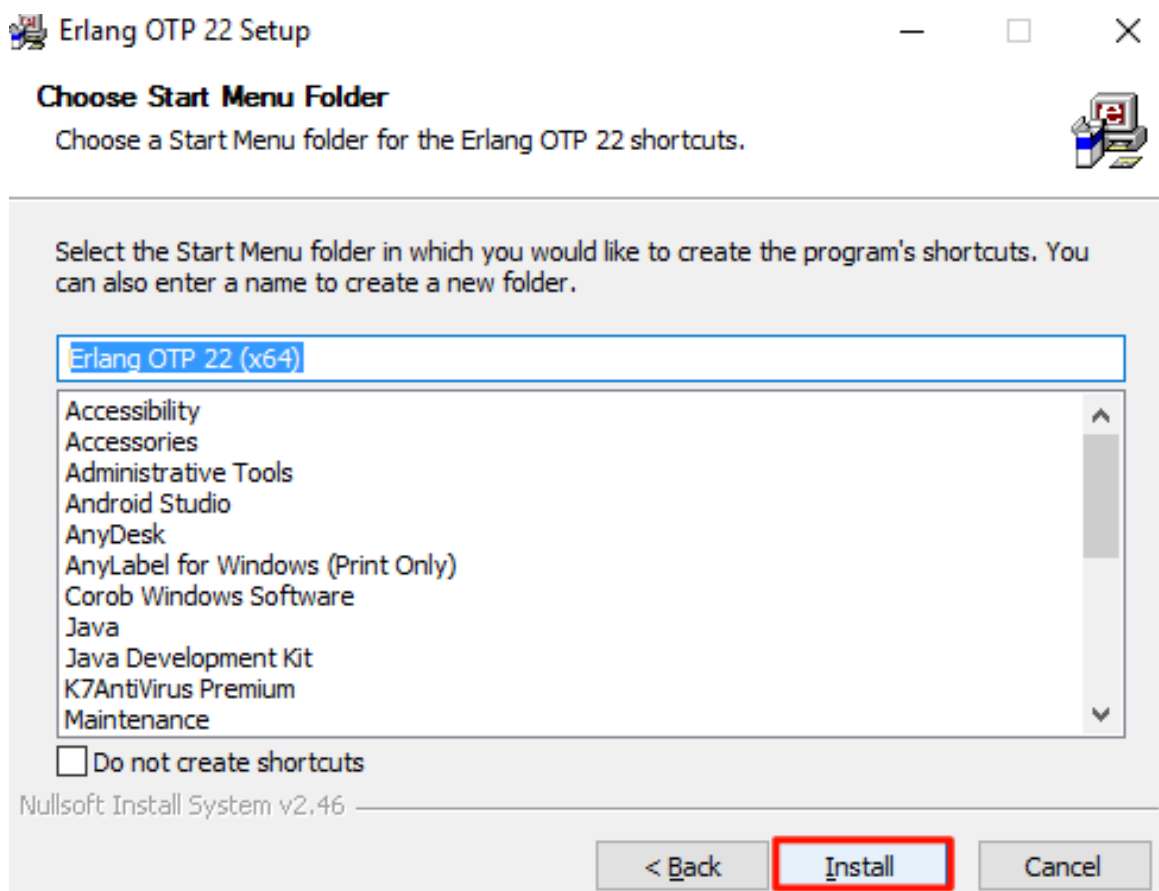 Erlang OTP 22 Setup
Choose Start Menu Folder
Choose a Start Menu folder for the Erlang OTP 22 shortcuts.
Select the Start Menu folder in which you would like to create the program's shortcuts. You
can also enter a name to create a new folder.
Erlang OTP 22 (x64)
Accessibility
Accessories
Administrative Tools
Android Studio
AnyDesk
AnyLabel for Windows (Print Only)
Corob Windows Software
Java
Java Development Kit
K7AntiVirus Premium
Maintenance
Do not create shortcuts
Nullsoft Install System v2.46
< Back Install Cancel